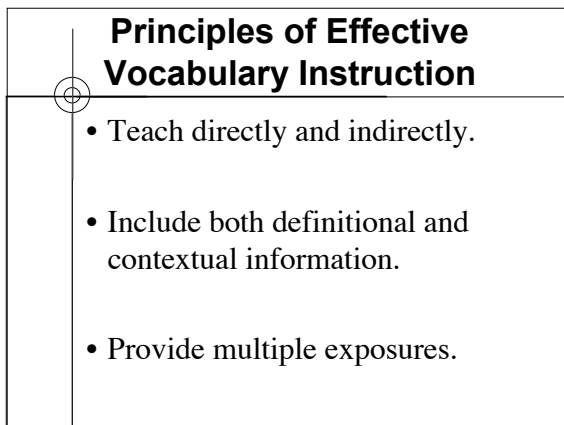 Principles of Effective
Vocabulary Instruction
• Teach directly and indirectly.
• Include both definitional and
contextual information.
• Provide multiple exposures.